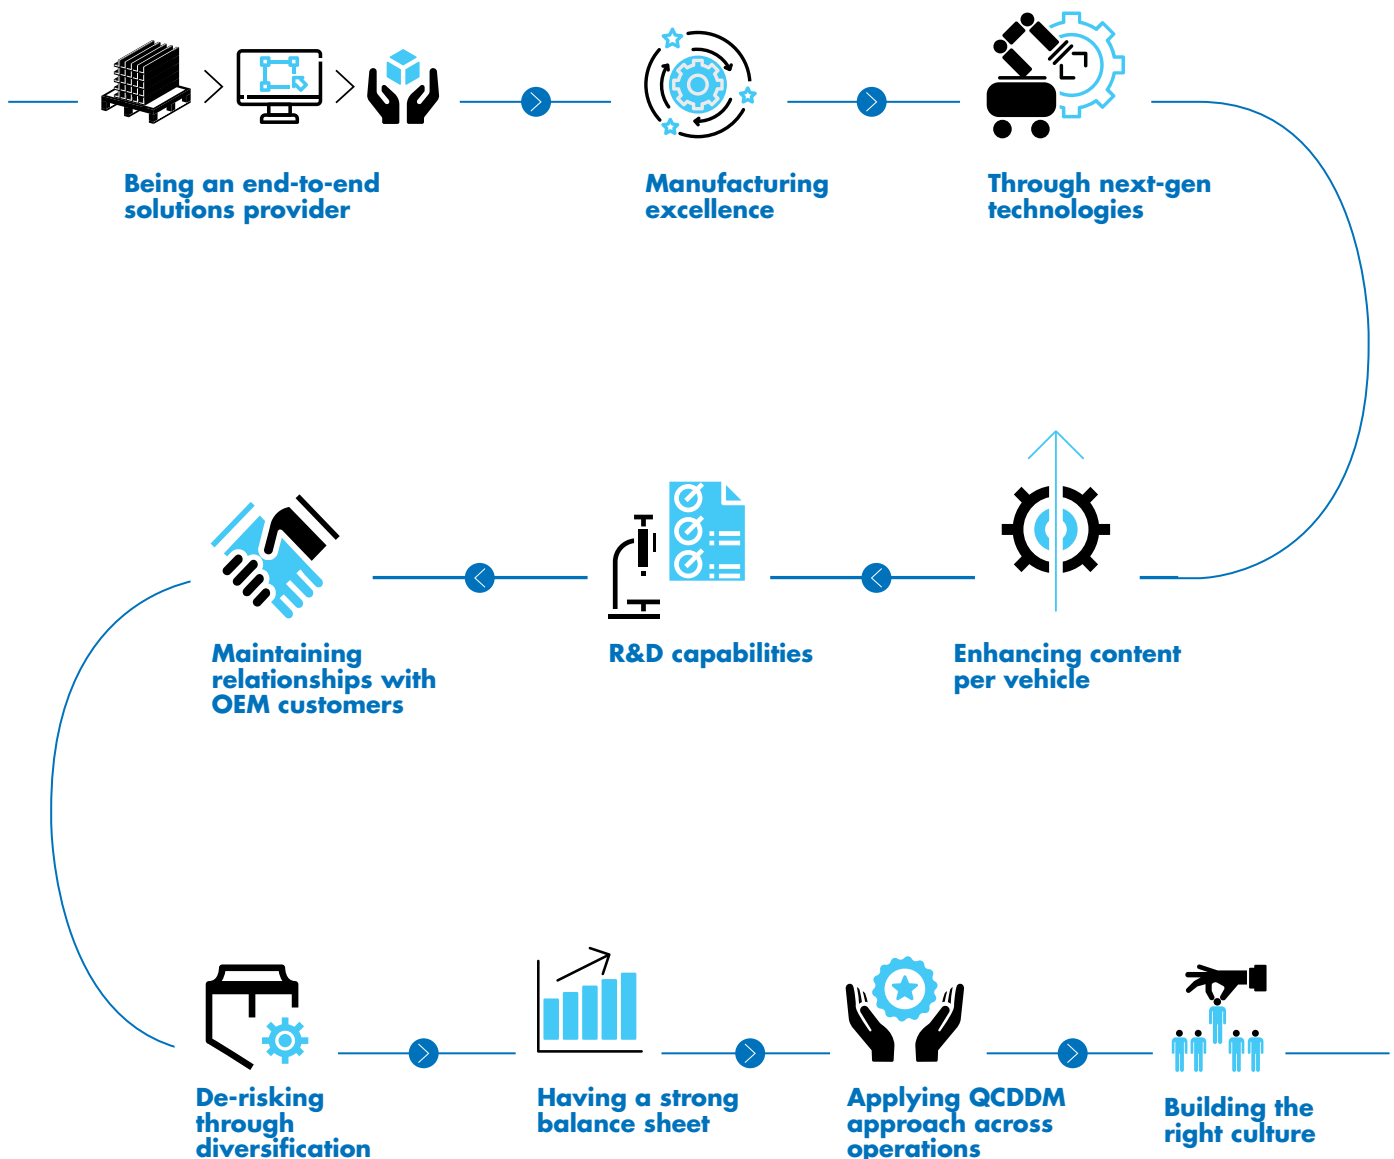 Being an end-to-end
solutions provider
Manufacturing
excellence
Through next-gen
technologies
Enhancing content
per vehicle
R&D capabilities
Maintaining
relationships with
OEM customers
De-risking
through
diversification
Having a strong
balance sheet
Applying QCDDM
approach across
operations
Building the
right culture